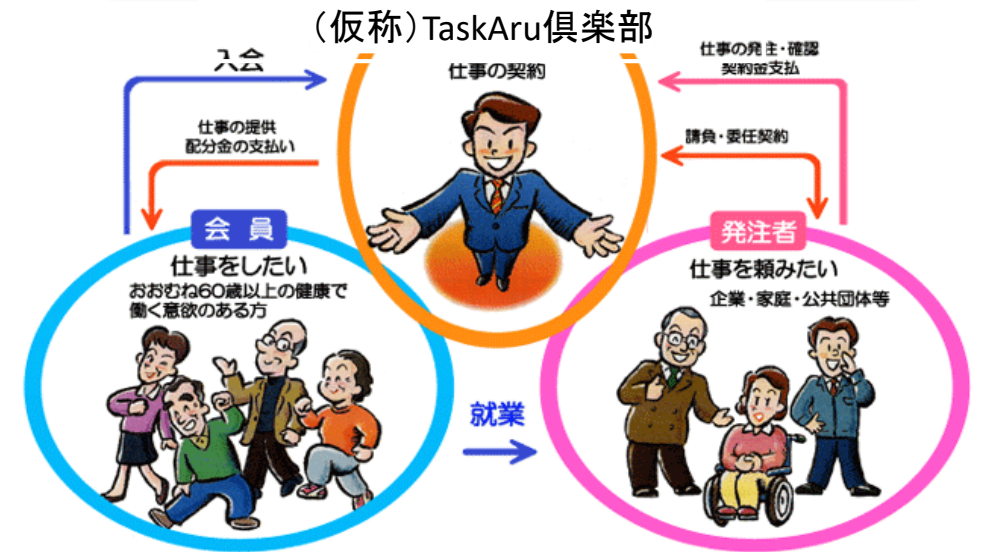 （仮称）TaskAru倶楽部
入会
仕事の契約
仕事の発注・確認
契約金支払
仕事の提供
配分金の支払い
請負・委任契約
会員
仕事をしたい
おおむね60歳以上の健康で
働く意欲のある方
発注者
仕事を頼みたい
企業・家庭・公共団体等
就業